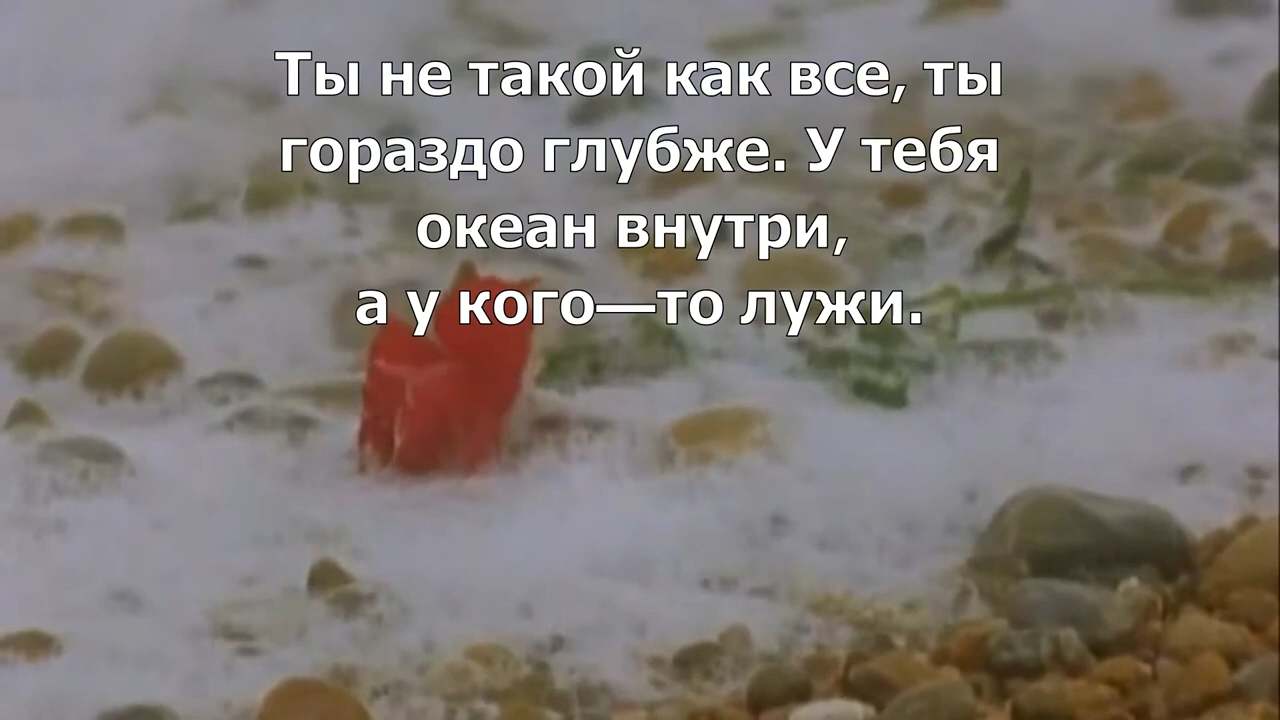 Ты не такой как все, ты
гораздо глубже. У тебя
океан внутри,
а у кого—то лужи.